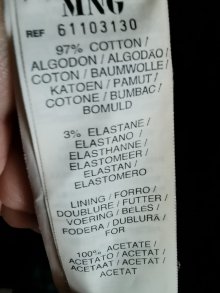 MNG
REF 61103130
97% COTTON /
ALGODON / ALGODAO /
COTON / BAUMWOLLE /
KATOEN / PAMUT /
COTONE / BUMBAC /
BOMULD
3% ELASTANE /
ELASTANO /
ELASTHANNE /
ELASTOMEER /
ELASTAN /
ELASTOMERO
LINING / FORRO /
DOUBLURE / FUTTER /
VOERING / BELES /
FODERA / DUBLURA /
FOR
100% ACETATE /
ACETATO / ACETAT /
ACETAAT / ACETAT /
ACETAT